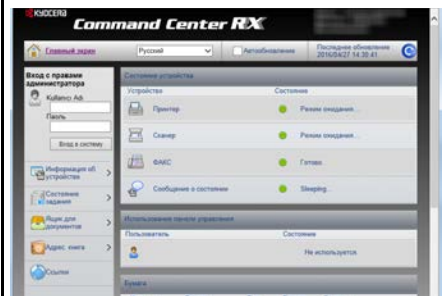 KYOCERA
Command Center RX
Главный экран
Русский
Автообновление
Последнее обновление
2016/04/27 14:30:41
Вход с правами
администратора
Kullanıcı Adı
Пароль
Вход в систему
Информация об
устройстве
Состояние
задания
Ящик для
документов
Адрес. книга
Ссылки
Состояние устройства
Устройство
Состояние
Принтер
Режим ожидания...
Сканер
Режим ожидания...
ФАКС
Готово.
Сообщение о состоянии
Sleeping...
Использование панели управления
Пользователь
Состояние
Не используется.
Бумага